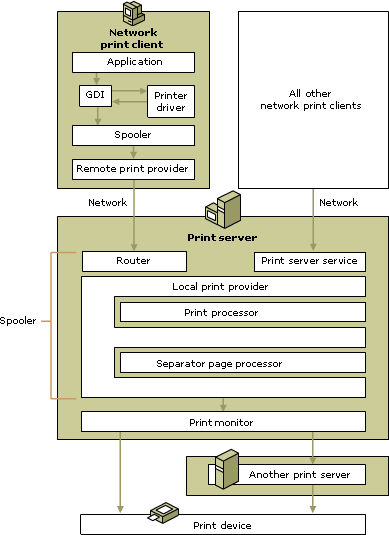 Network
print client
Application
GDI
Printer
driver
Spooler
Remote print provider
All other
network print clients
Network
Network
Print server
Router
Print server service
Local print provider
Print processor
Separator page processor
Spooler
Print monitor
Another print server
Print device